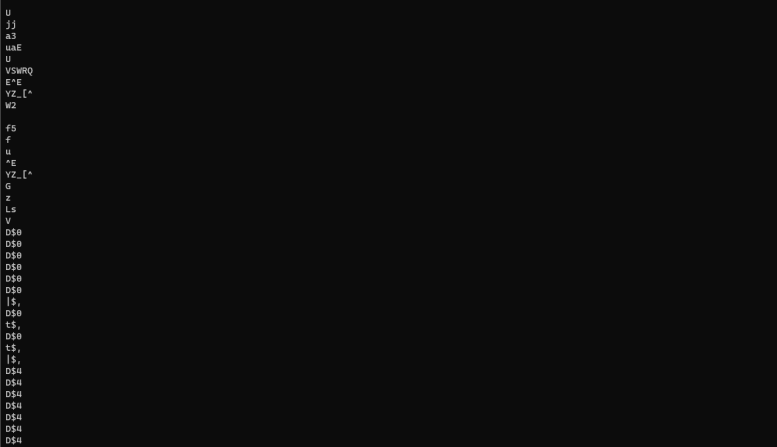 U
jj
a3
uaE
U
VSWRQ
E^E
YZ_[^
W2
f5
f
u
^E
YZ_[^
G
z
Ls
V
D$0
D$0
D$0
D$0
D$0
D$0
|$,
D$0
t$,
D$0
t$,
|$,
D$4
D$4
D$4
D$4
D$4
D$4
D$4